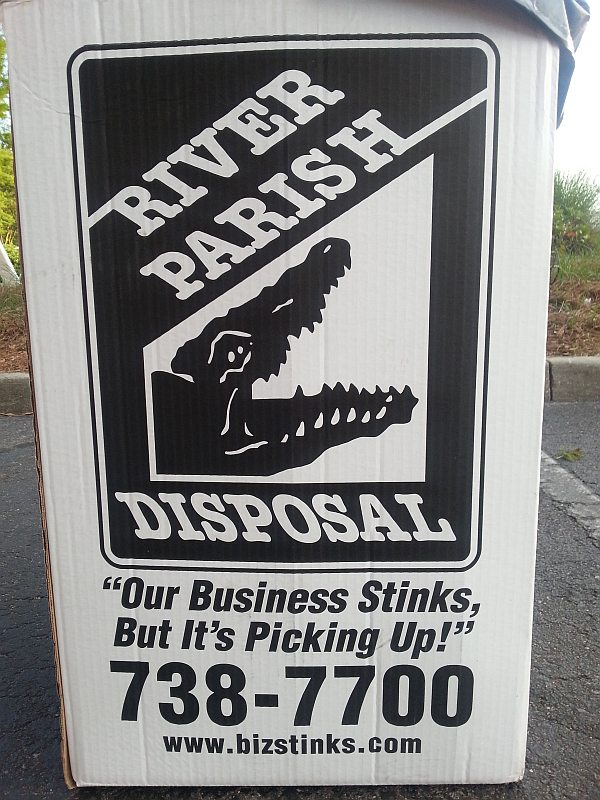 RIVER
PARISH
DISPOSAL
“Our Business Stinks,
But It's Picking Up!”
738-7700
www.bizstinks.com